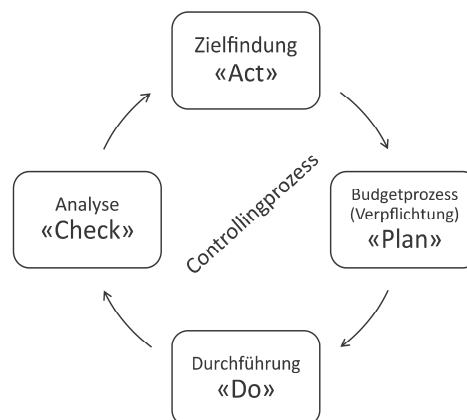 Zielfindung
«Act»
Budgetprozess
(Verpflichtung)
«Plan»
Controllingprozess
Analyse
«Check»
Durchführung
«Do»